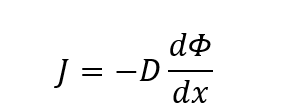 J = −D dΦ/dx